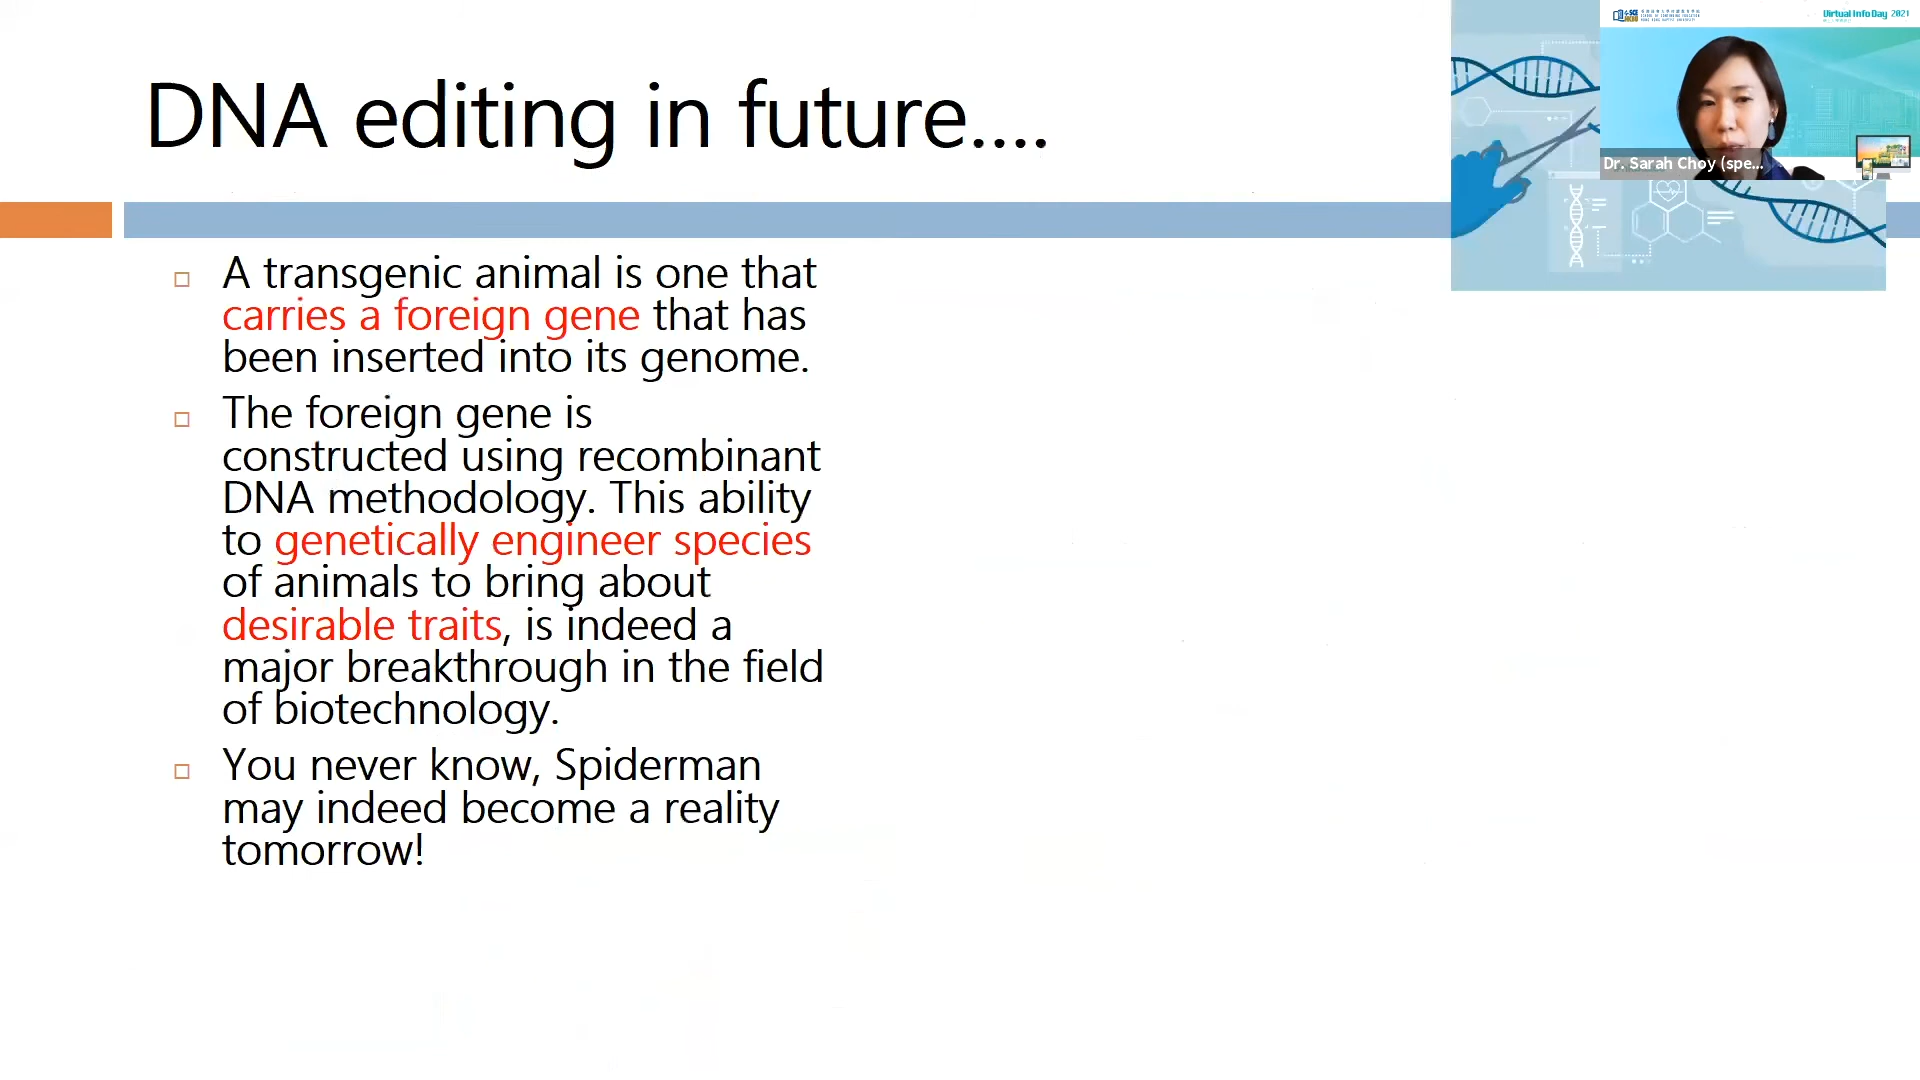 DNA editing in future....
A transgenic animal is one that
carries a foreign gene that has
been inserted into its genome.
The foreign gene is
constructed using recombinant
DNA methodology. This ability
to genetically engineer species
of animals to bring about
desirable traits, is indeed a
major breakthrough in the field
of biotechnology.
You never know, Spiderman
may indeed become a reality
tomorrow!
Virtual Info Day 2021
Dr. Sarah Choy (spe...